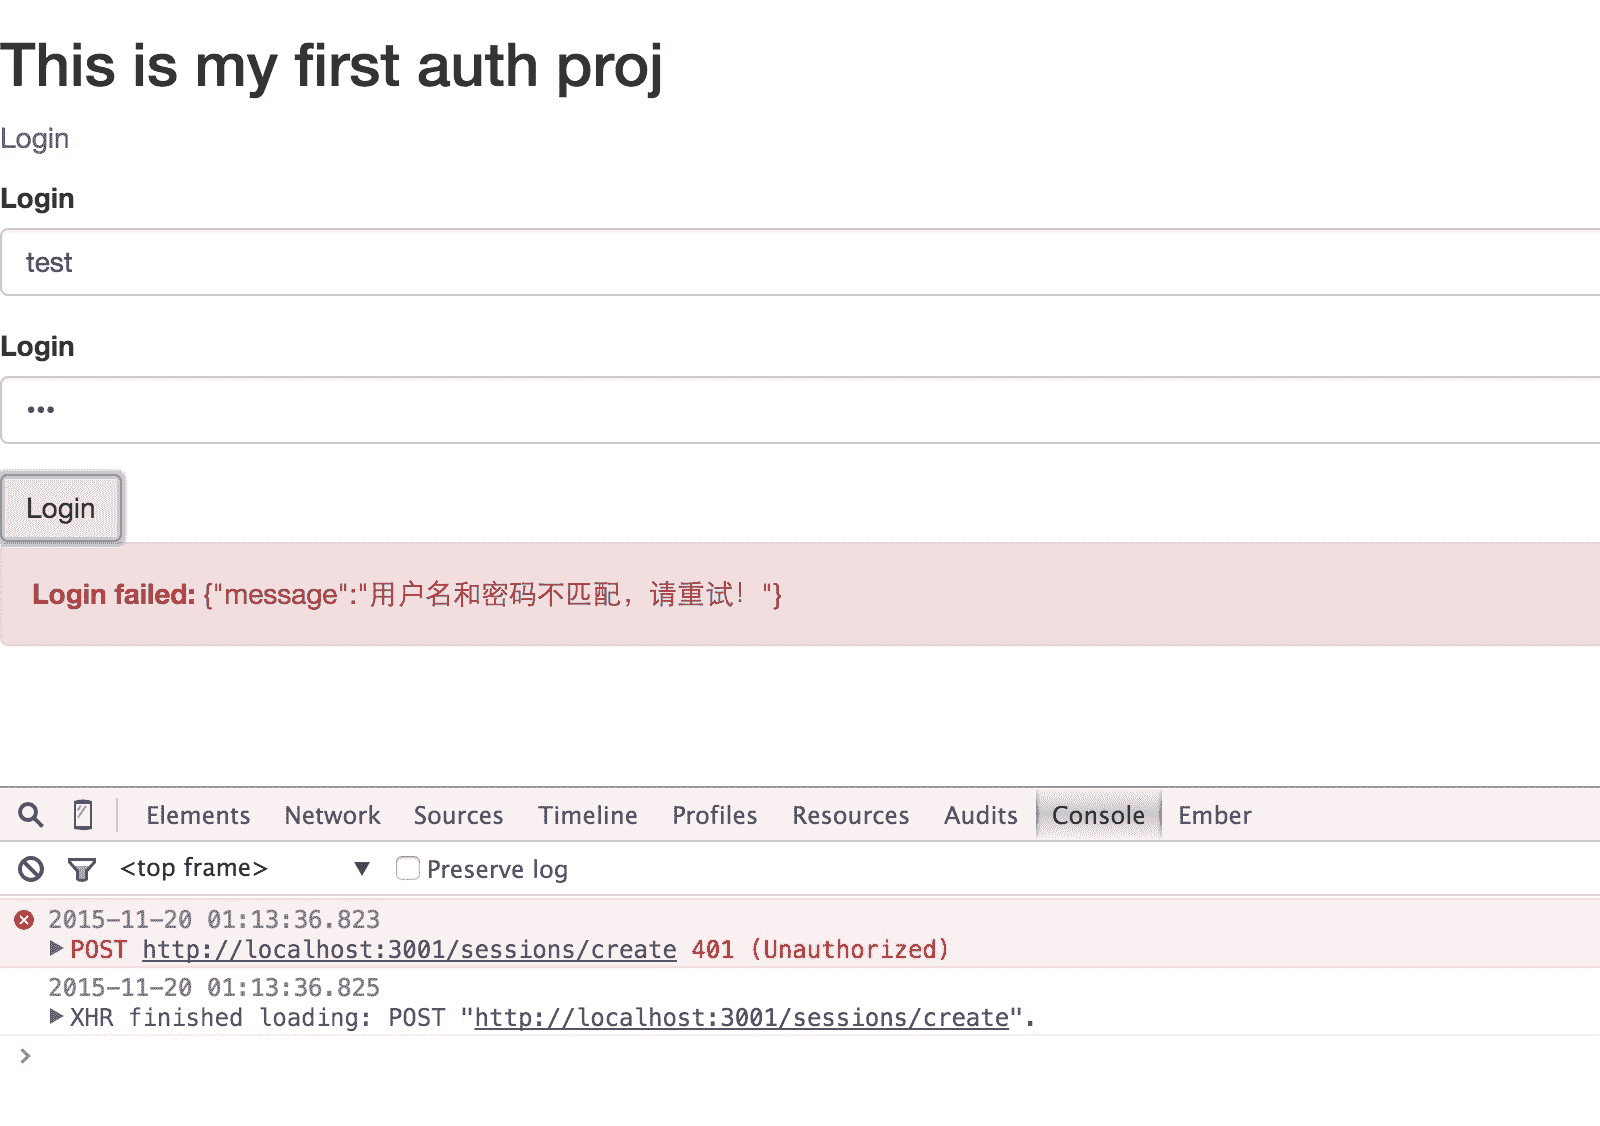 This is my first auth proj
Login
Login
test
Login
•••
Login
Login failed: {"message":"用户名和密码不匹配，请重试！"}
Elements Network Sources Timeline Profiles Resources Audits Console Ember
<top frame> ▼ Preserve log
2015-11-20 01:13:36.823
▶POST http://localhost:3001/sessions/create 401 (Unauthorized)
2015-11-20 01:13:36.825
▶XHR finished loading: POST "http://localhost:3001/sessions/create".
>